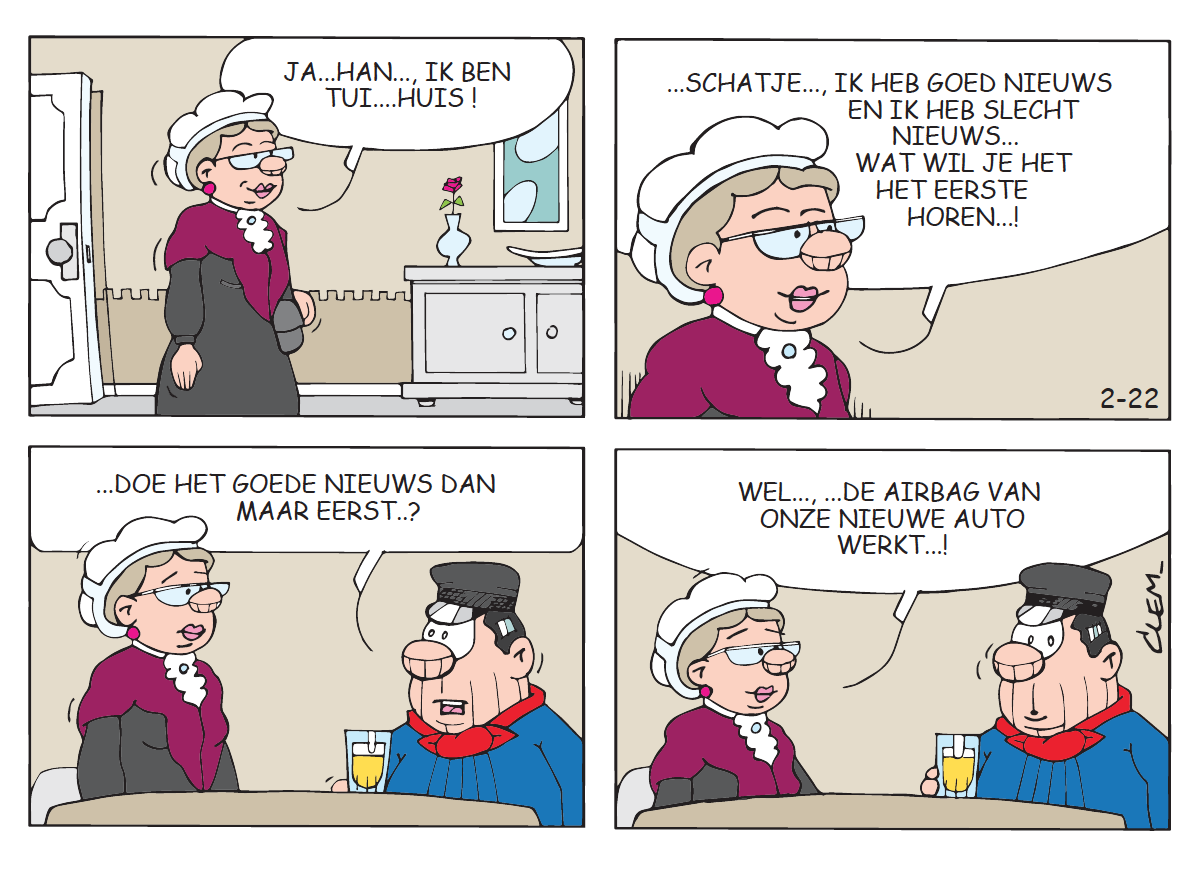 JA...HAN..., IK BEN
TUI....HUIS !
...SCHATJE..., IK HEB GOED NIEUWS
EN IK HEB SLECHT
NIEUWS...
WAT WIL JE HET
HET EERSTE
HOREN...!
2-22
...DOE HET GOEDE NIEUWS DAN
MAAR EERST..?
WEL..., ...DE AIRBAG VAN
ONZE NIEUWE AUTO
WERKT...!
CLEM_